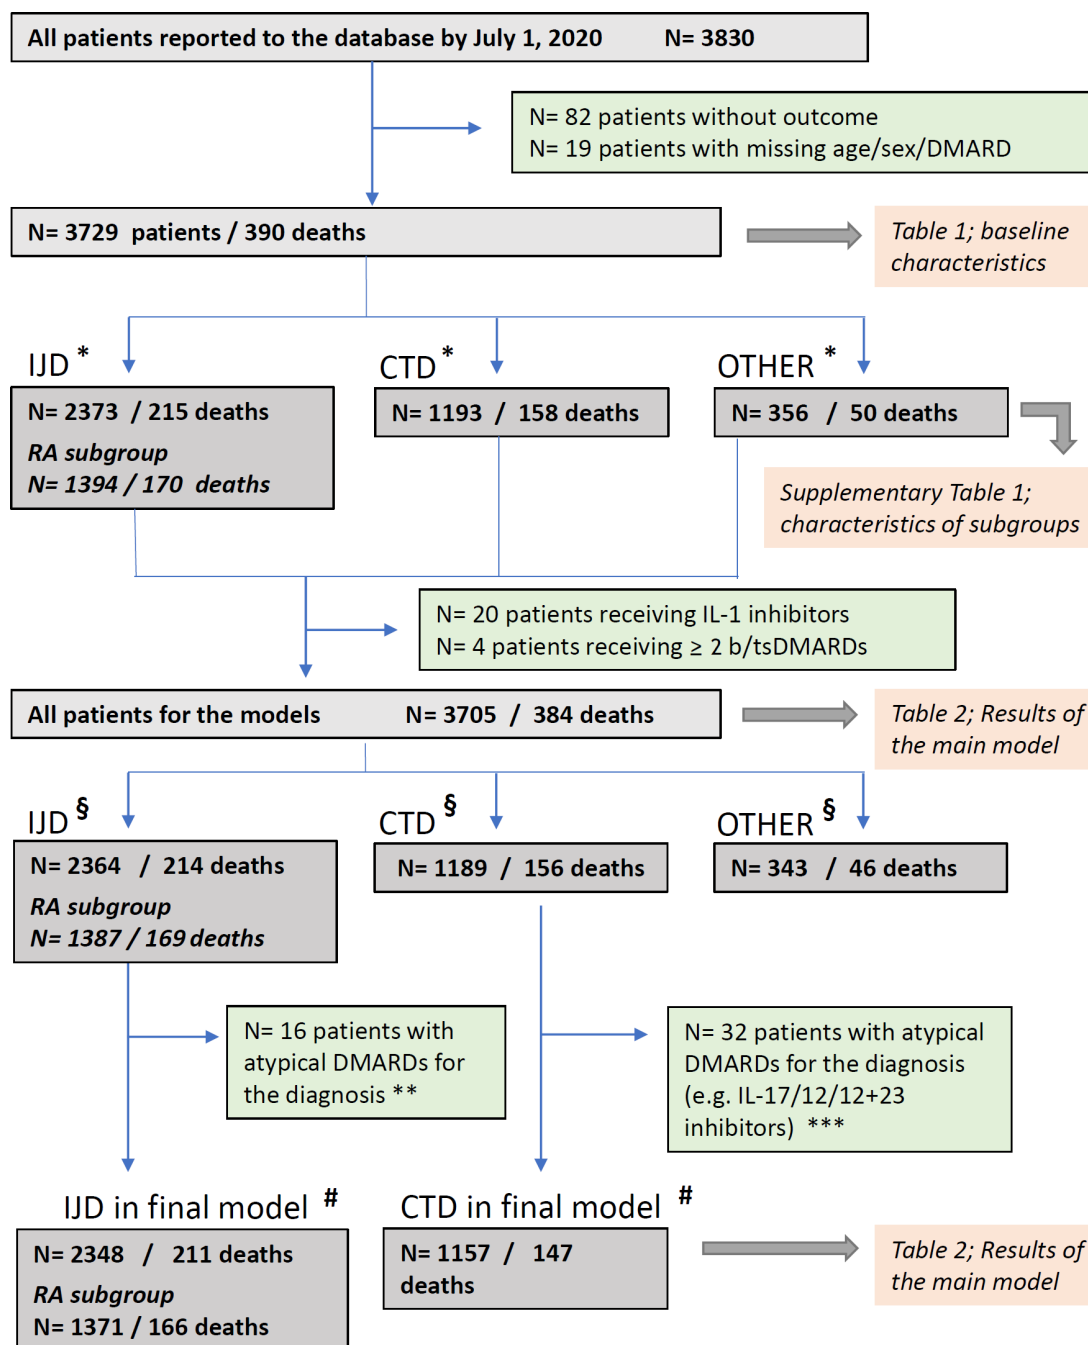 All patients reported to the database by July 1, 2020 N= 3830
N= 82 patients without outcome
N= 19 patients with missing age/sex/DMARD
N= 3729 patients / 390 deaths
Table 1; baseline
characteristics
IJD *
CTD *
OTHER *
N= 2373 / 215 deaths
RA subgroup
N= 1394 / 170 deaths
N= 1193 / 158 deaths
N= 356 / 50 deaths
Supplementary Table 1;
characteristics of subgroups
N= 20 patients receiving IL-1 inhibitors
N= 4 patients receiving ≥ 2 b/tsDMARDs
All patients for the models N= 3705 / 384 deaths
Table 2; Results of
the main model
IJD §
CTD §
OTHER §
N= 2364 / 214 deaths
RA subgroup
N= 1387 / 169 deaths
N= 1189 / 156 deaths
N= 343 / 46 deaths
N= 16 patients with
atypical DMARDs for
the diagnosis **
N= 32 patients with atypical
DMARDs for the diagnosis
(e.g. IL-17/12/12+23
inhibitors) ***
IJD in final model #
CTD in final model #
N= 2348 / 211 deaths
RA subgroup
N= 1371 / 166 deaths
N= 1157 / 147
deaths
Table 2; Results of
the main model